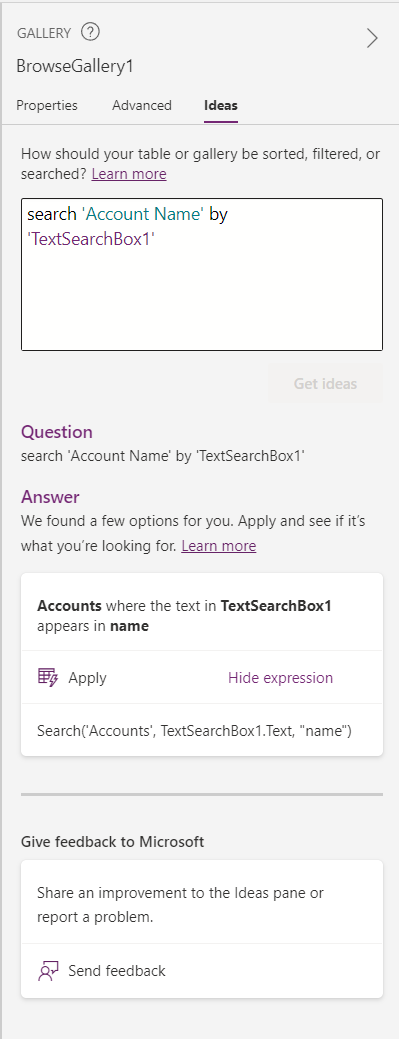 GALLERY ?
BrowseGallery1
Properties Advanced Ideas
How should your table or gallery be sorted, filtered, or
searched? Learn more
search 'Account Name' by
'TextSearchBox1'
Get ideas
Question
search 'Account Name' by 'TextSearchBox1'
Answer
We found a few options for you. Apply and see if it's
what you're looking for. Learn more
Accounts where the text in TextSearchBox1
appears in name
Apply Hide expression
Search('Accounts', TextSearchBox1.Text, "name")
Give feedback to Microsoft
Share an improvement to the Ideas pane or
report a problem.
Send feedback